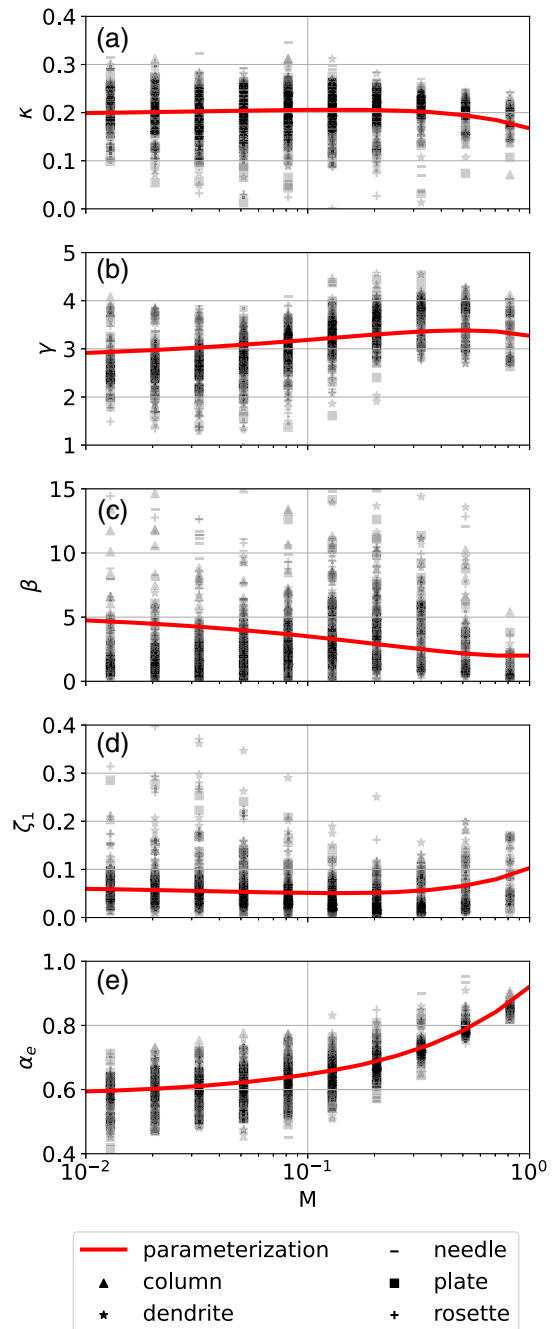 (a)
0.4
0.3
0.2
0.1
0.0
κ
(b)
5
4
3
2
1
γ
(c)
15
10
5
0
β
(d)
0.4
0.3
0.2
0.1
0.0
ζ₁
(e)
1.0
0.8
0.6
0.4
αₑ
10⁻² 10⁻¹ 10⁰
M
parameterization needle
column plate
dendrite rosette